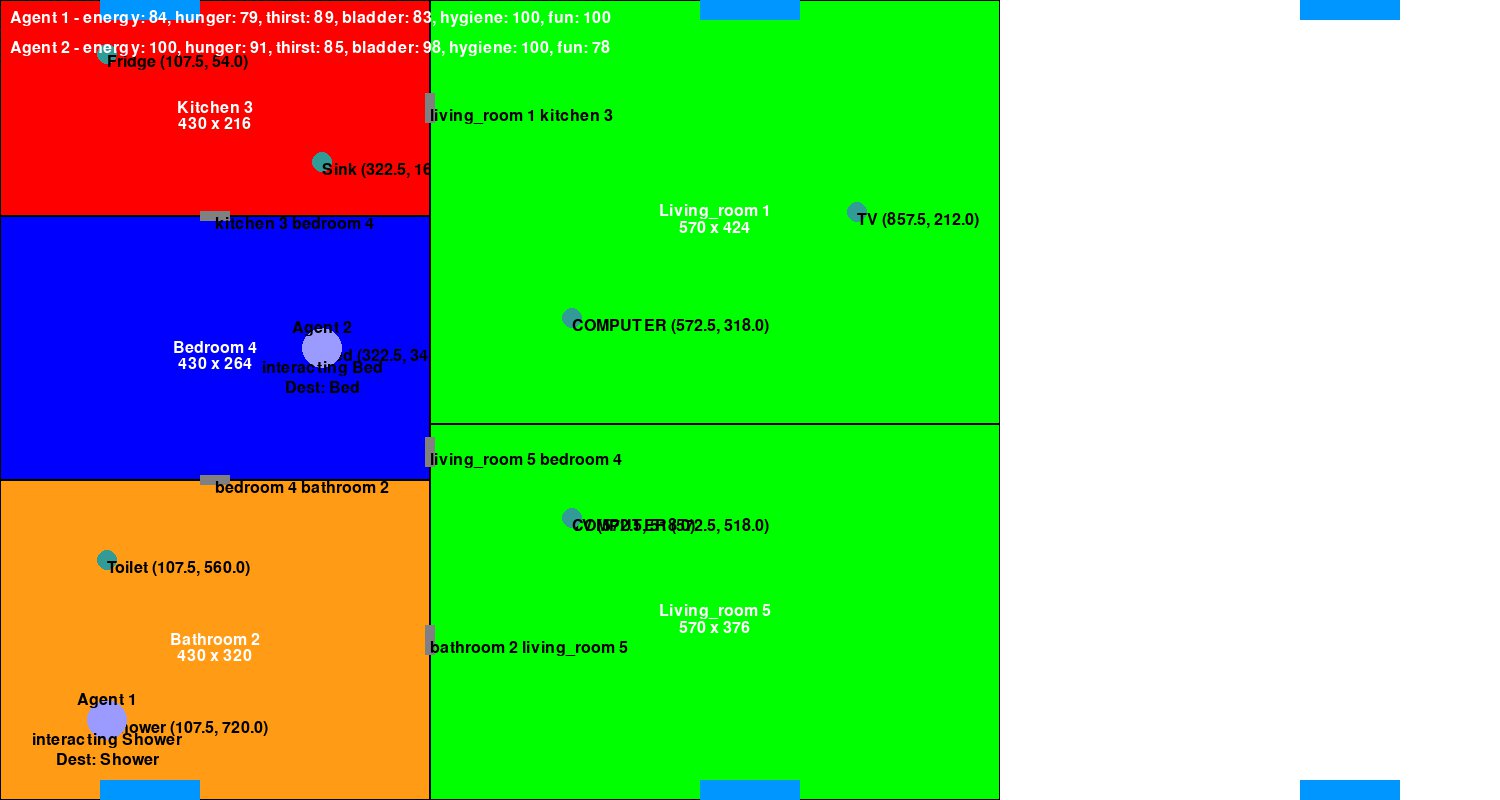 Agent 1 - energy: 84, hunger: 79, thirst: 89, bladder: 83, hygiene: 100, fun: 100
Agent 2 - energy: 100, hunger: 91, thirst: 85, bladder: 98, hygiene: 100, fun: 78
Fridge (107.5, 54.0)
Kitchen 3
430 x 216
living_room 1 kitchen 3
Sink (322.5, 16
kitchen 3 bedroom 4
Living_room 1
570 x 424
TV (857.5, 212.0)
COMPUTER (572.5, 318.0)
Agent 2
Bedroom 4
430 x 264
(322.5, 34
interacting Bed
Dest: Bed
living_room 5 bedroom 4
bedroom 4 bathroom 2
COMPUTER (572.5, 518.0)
Toilet (107.5, 560.0)
Living_room 5
570 x 376
Bathroom 2
430 x 320
bathroom 2 living_room 5
Agent 1
ower (107.5, 720.0)
interacting Shower
Dest: Shower